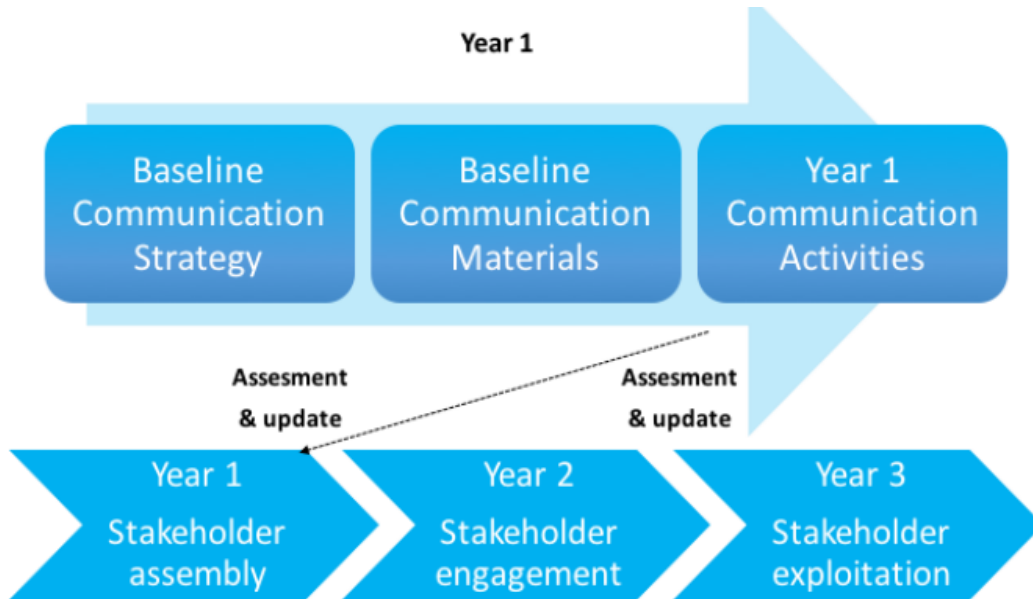 Year 1
Baseline
Communication
Strategy
Baseline
Communication
Materials
Year 1
Communication
Activities
Assesment
& update
Assesment
& update
Year 1
Stakeholder
assembly
Year 2
Stakeholder
engagement
Year 3
Stakeholder
exploitation